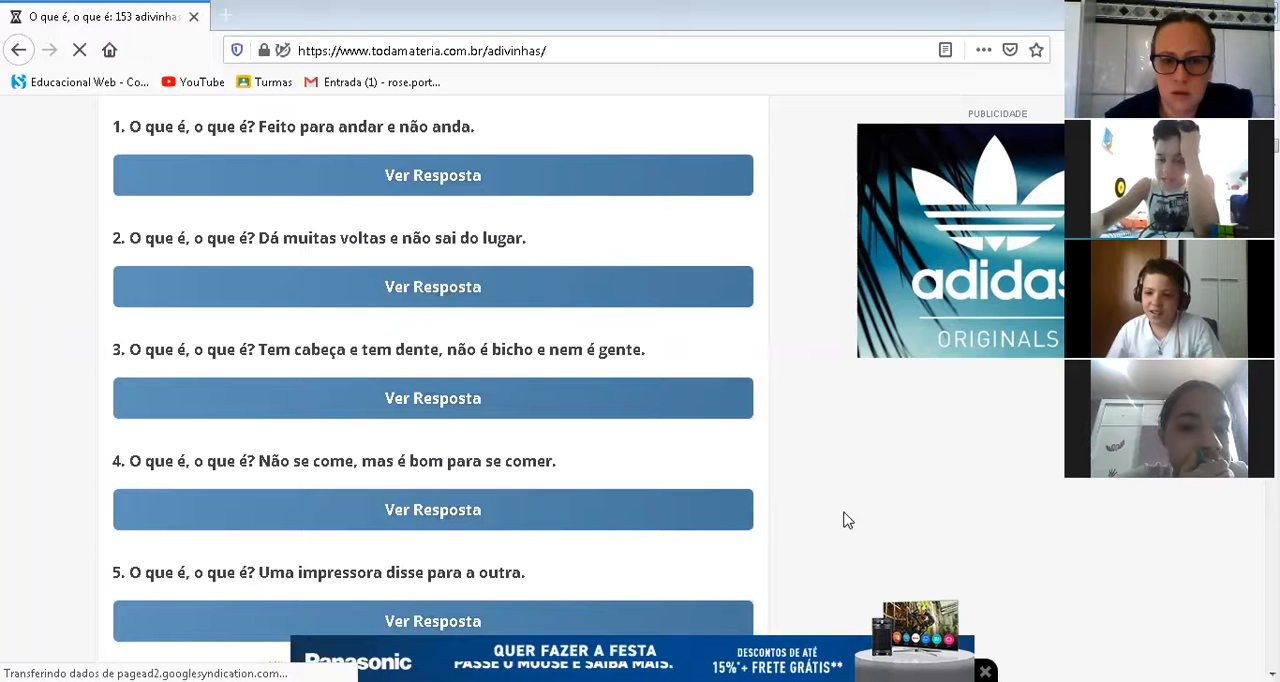 O que é, o que é: 153 adivinhas
https://www.todamateria.com.br/adivinhas/
Educacional Web - Co...
YouTube
Turmas
Entrada (1) - rose.port...
1. O que é, o que é? Feito para andar e não anda.
Ver Resposta
2. O que é, o que é? Dá muitas voltas e não sai do lugar.
Ver Resposta
3. O que é, o que é? Tem cabeça e tem dente, não é bicho e nem é gente.
Ver Resposta
4. O que é, o que é? Não se come, mas é bom para se comer.
Ver Resposta
5. O que é, o que é? Uma impressora disse para a outra.
Ver Resposta
PUBLICIDADE
adidas
ORIGINALS
Panasonic
QUER FAZER A FESTA
PASSE O MOUSE E SAIBA MAIS.
DESCONTOS DE ATÉ
15%*+ FRETE GRÁTIS**
Transferindo dados de pagead2.googlesyndication.com...